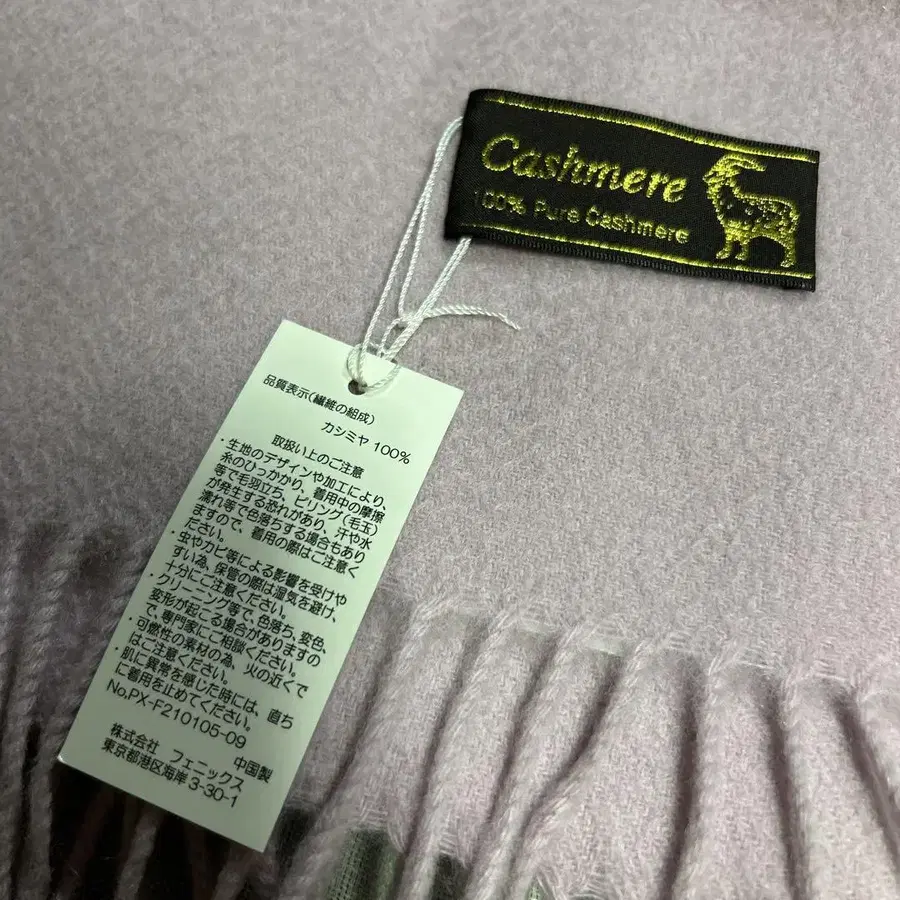 Cashmere
100% Pure Cashmere
品質表示(繊維の組成)
カシミヤ 100%
取扱い上のご注意
・生地のデザインや加工により、
糸のひっかかり、着用中の摩擦
等で毛羽立ち、ピリング(毛玉)
が発生する恐れがあり、汗や水
濡れ等で色落ちする場合もあり
ますので、着用の際はご注意く
ださい。
・虫やカビ等による影響を受けや
すい為、保管の際は湿気を避け、
十分にご注意ください。
・クリーニング等で、色落ち、変色、
変形が起こる場合がありますの
で、専門家にご相談ください。
・可燃性の素材の為、火の近くで
はご注意ください。
・肌に異常を感じた時には、直ち
に着用を止めてください。
No,PX-F210105-09
中国製
株式会社 フェニックス
東京都港区海岸3-30-1